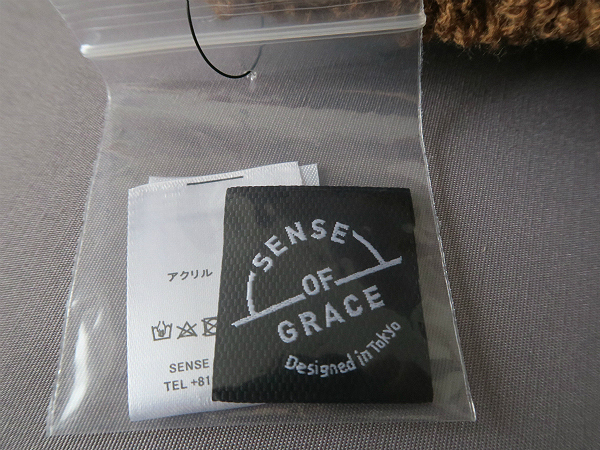 アクリル
SENSE
TEL +81
SENSE
OF
GRACE
Designed in Tokyo